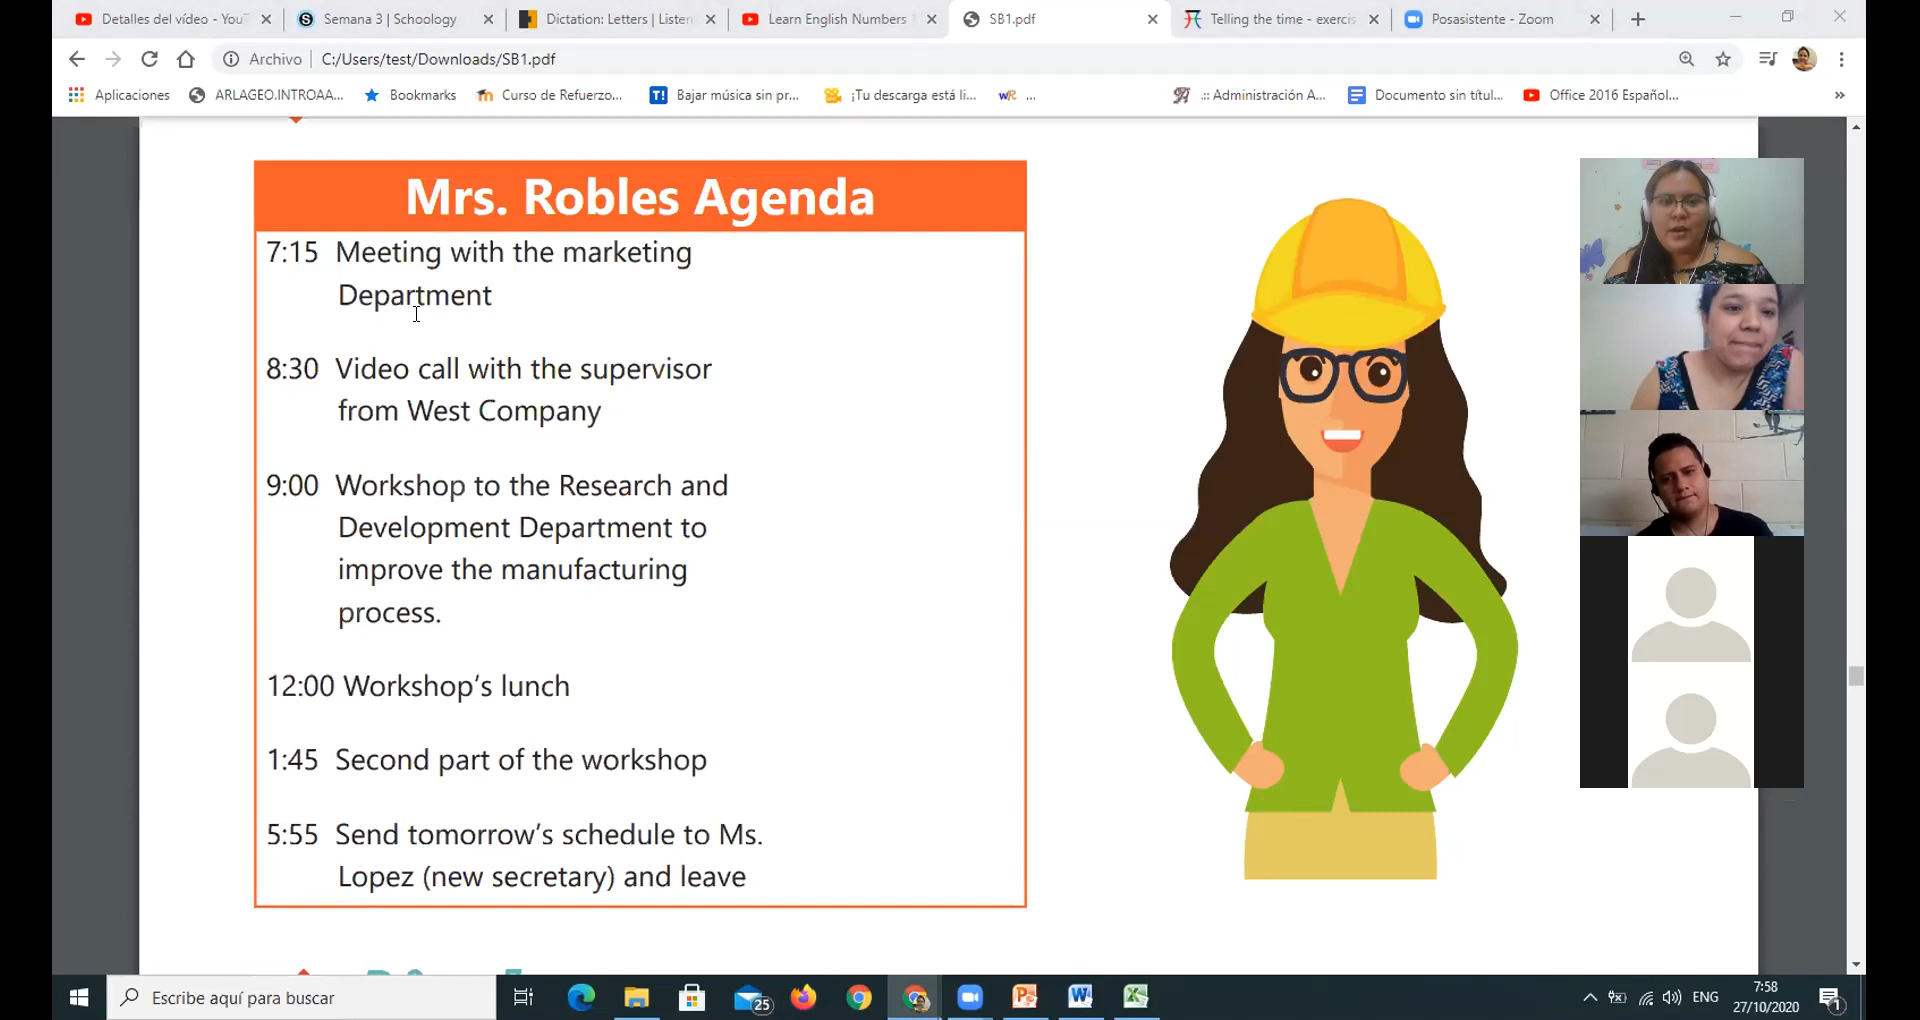 Detalles del vídeo - You
Semana 3 | Schoology
Dictation: Letters | Listen
Learn English Numbers
SB1.pdf
Telling the time - exercis
Posasistente - Zoom
Archivo | C:/Users/test/Downloads/SB1.pdf
Aplicaciones
ARLAGEO.INTROAA...
Bookmarks
Curso de Refuerzo...
Bajar música sin pr...
¡Tu descarga está li...
...
.:: Administración A...
Documento sin títul...
Office 2016 Español...
Mrs. Robles Agenda
7:15 Meeting with the marketing
Department
8:30 Video call with the supervisor
from West Company
9:00 Workshop to the Research and
Development Department to
improve the manufacturing
process.
12:00 Workshop's lunch
1:45 Second part of the workshop
5:55 Send tomorrow's schedule to Ms.
Lopez (new secretary) and leave
Escribe aquí para buscar
25
ENG
7:58
27/10/2020
1